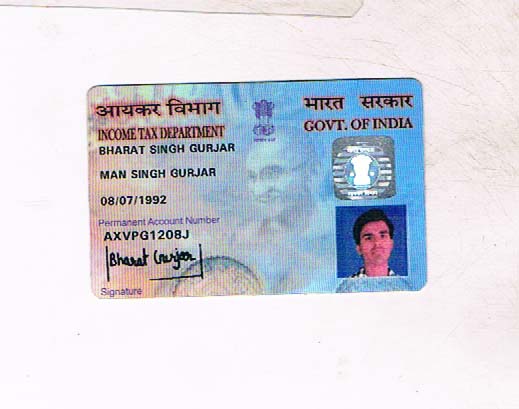 आयकर विभाग
भारत सरकार
INCOME TAX DEPARTMENT
GOVT. OF INDIA
BHARAT SINGH GURJAR
MAN SINGH GURJAR
08/07/1992
Permanent Account Number
AXVPG1208J
Bharat Gurjar
Signature